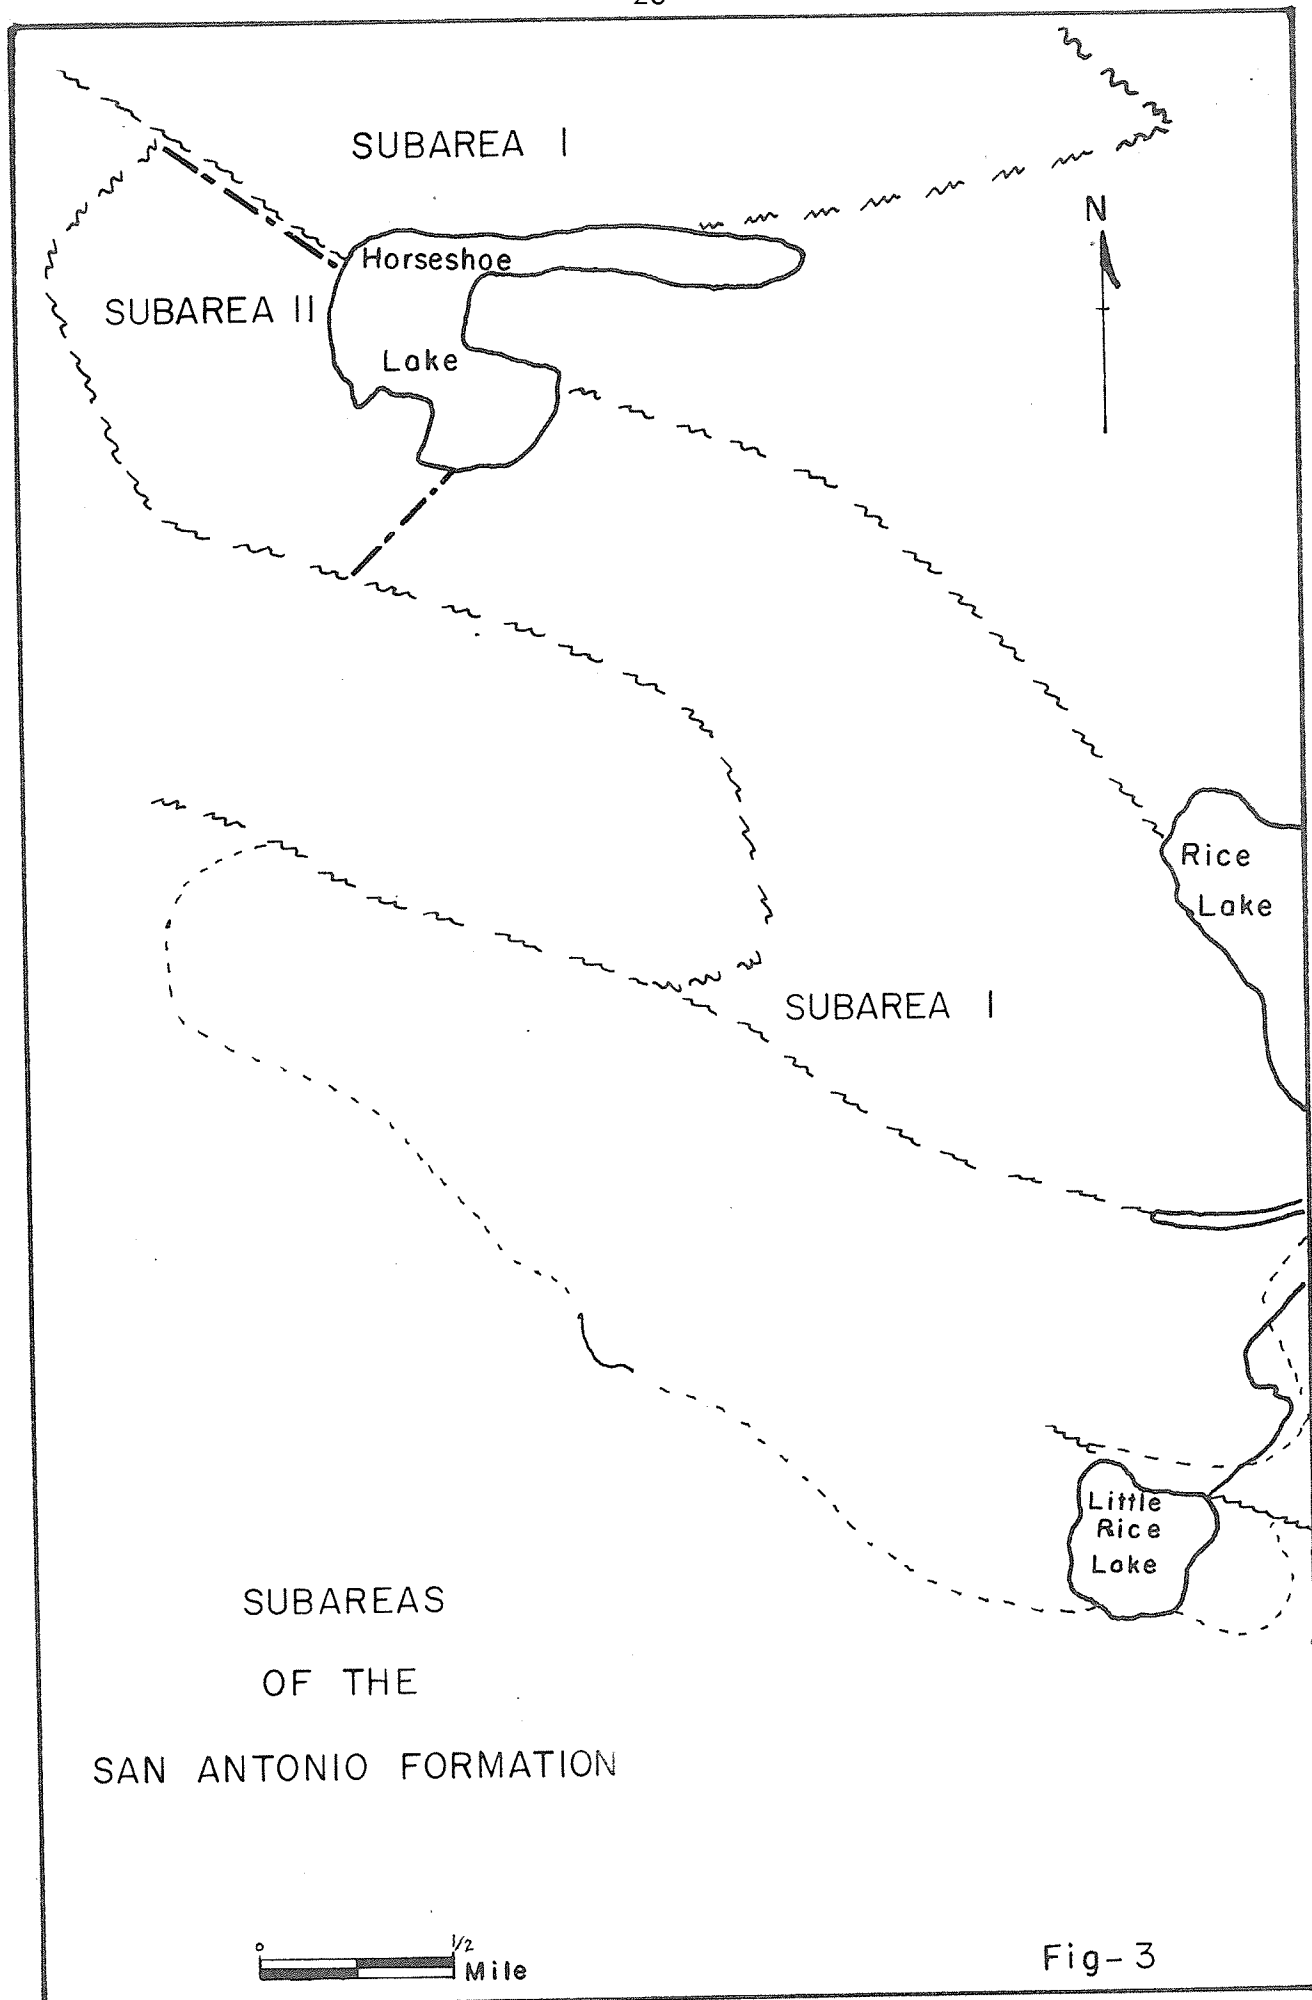 SUBAREA I
N
Horseshoe
SUBAREA II
Lake
Rice
Lake
SUBAREA I
Little
Rice
Lake
SUBAREAS
OF THE
SAN ANTONIO FORMATION
0 1/2
Mile
Fig-3